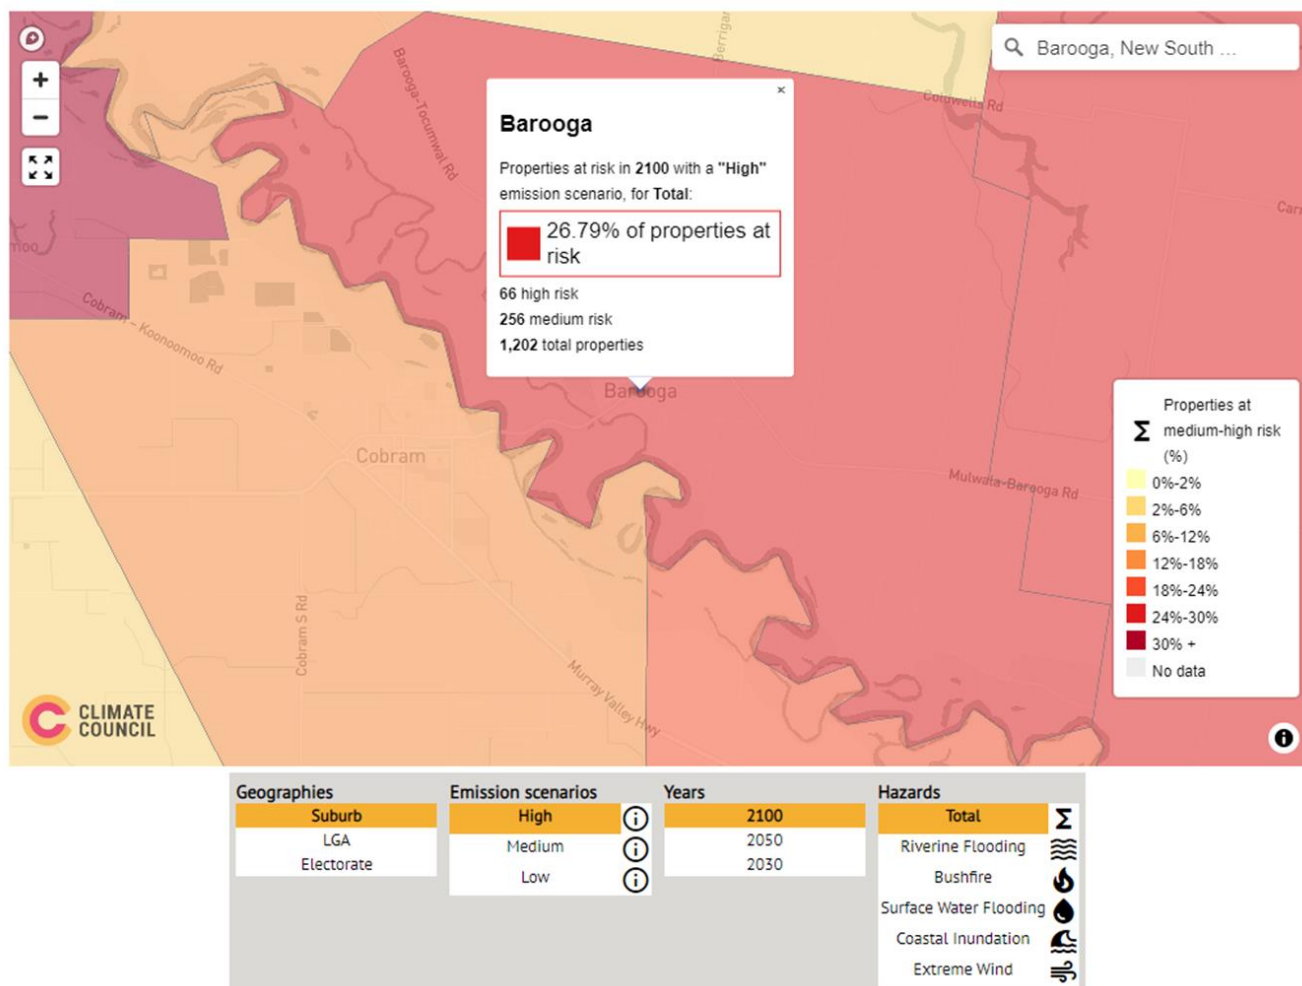 Barooga, New South ...
Berrigan
Barooga-Tocumwal Rd
Coldwells Rd
+
−
×
Barooga
Properties at risk in 2100 with a "High"
emission scenario, for Total:
26.79% of properties at
risk
66 high risk
256 medium risk
1,202 total properties
Barooga
Cobram - Koonoomoo Rd
Cobram
Mulwala-Barooga Rd
Cobram S Rd
Murray Valley Hwy
Properties at
Σ medium-high risk
(%)
0%-2%
2%-6%
6%-12%
12%-18%
18%-24%
24%-30%
30% +
No data
CLIMATE
COUNCIL
Geographies
Suburb
LGA
Electorate
Emission scenarios
High
Medium
Low
Years
2100
2050
2030
Hazards
Total Σ
Riverine Flooding
Bushfire
Surface Water Flooding
Coastal Inundation
Extreme Wind